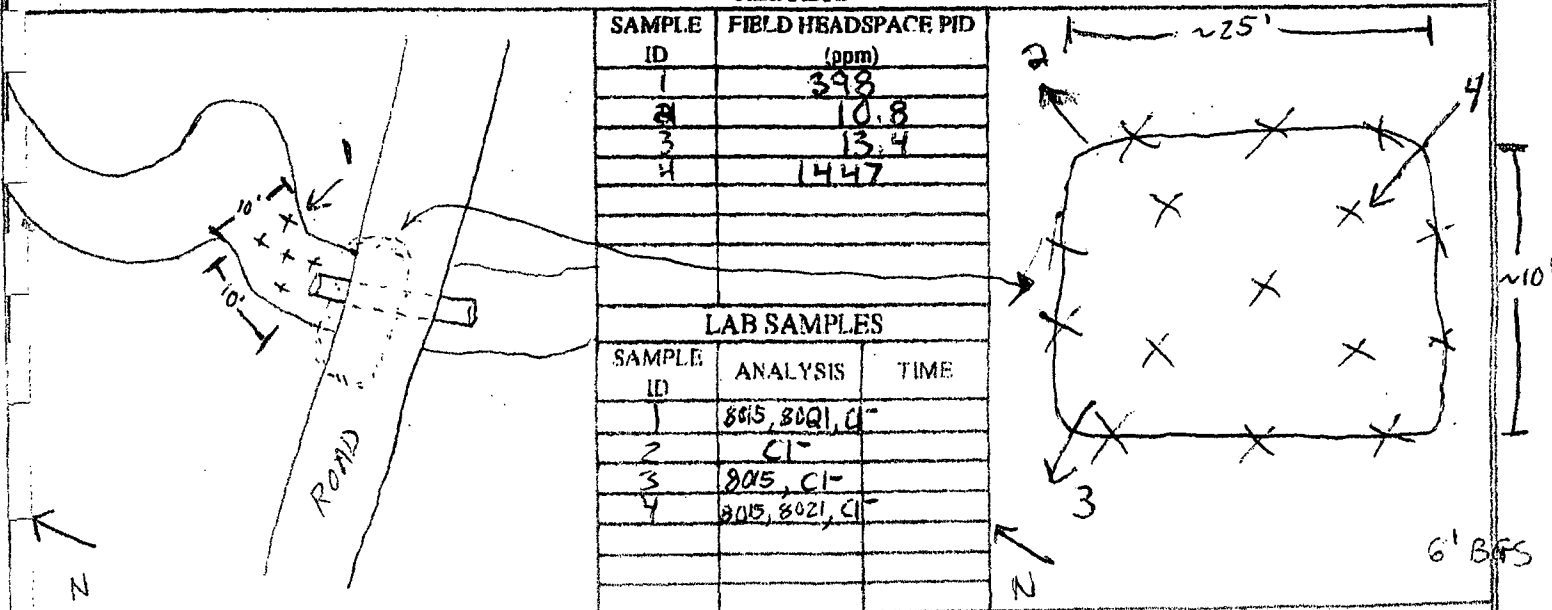 1
10'
10'
ROAD
N
SAMPLE ID
FIELD HEADSPACE PID (ppm)
1 398
2 10.8
3 13.4
4 1447
LAB SAMPLES
SAMPLE ID ANALYSIS TIME
1 8015, 8021, Cl-
2 Cl-
3 8015, Cl-
4 8015, 8021, Cl-
~25'
2
4
~10'
3
N
6' BGS